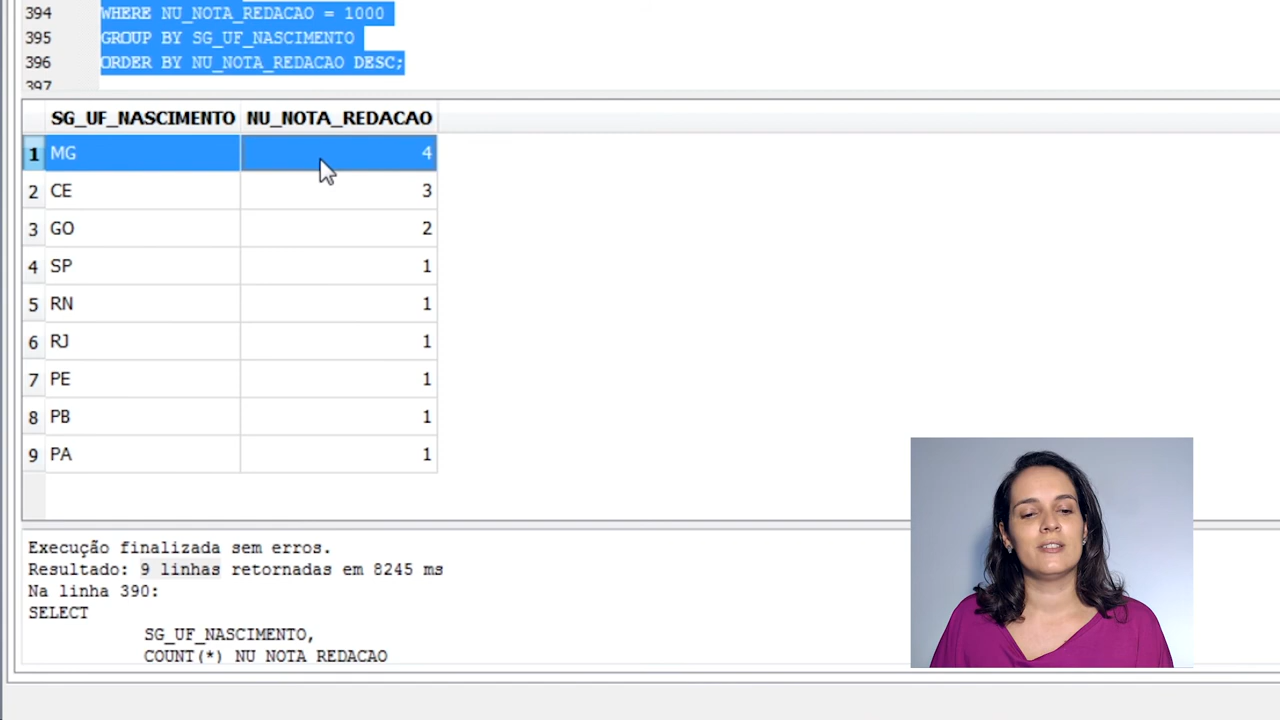 394 WHERE NU_NOTA_REDACAO = 1000
395 GROUP BY SG_UF_NASCIMENTO
396 ORDER BY NU_NOTA_REDACAO DESC;
397
SG_UF_NASCIMENTO NU_NOTA_REDACAO
1 MG 4
2 CE 3
3 GO 2
4 SP 1
5 RN 1
6 RJ 1
7 PE 1
8 PB 1
9 PA 1
Execução finalizada sem erros.
Resultado: 9 linhas retornadas em 8245 ms
Na linha 390:
SELECT
SG_UF_NASCIMENTO,
COUNT(*) NU_NOTA_REDACAO